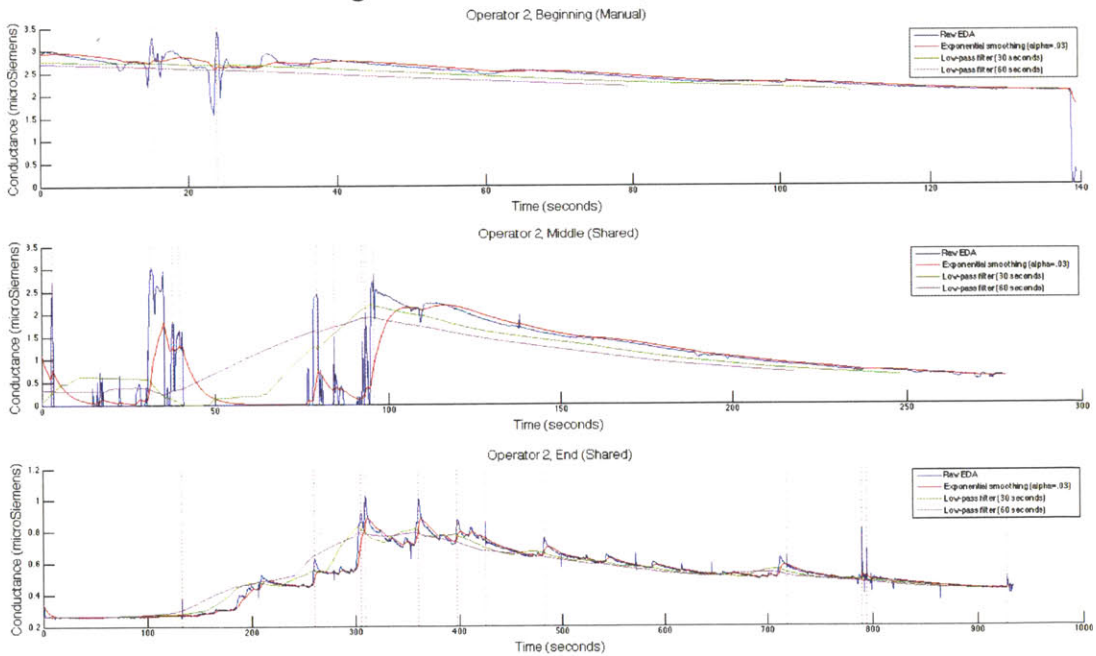 Operator 2, Beginning (Manual)
Conductance (microSiemens)
3.5
3
2.5
2
1.5
1
0.5
0
0 20 40 60 80 100 120 140
Time (seconds)
Raw EDA
Exponential smoothing (alpha=.03)
Low-pass filter (30 seconds)
Low-pass filter (60 seconds)
Operator 2, Middle (Shared)
Conductance (microSiemens)
3.5
3
2.5
2
1.5
1
0.5
0
0 50 100 150 200 250 300
Time (seconds)
Raw EDA
Exponential smoothing (alpha=.03)
Low-pass filter (30 seconds)
Low-pass filter (60 seconds)
Operator 2, End (Shared)
Conductance (microSiemens)
1.2
1
0.8
0.6
0.4
0.2
0 100 200 300 400 500 600 700 800 900 1000
Time (seconds)
Raw EDA
Exponential smoothing (alpha=.03)
Low-pass filter (30 seconds)
Low-pass filter (60 seconds)